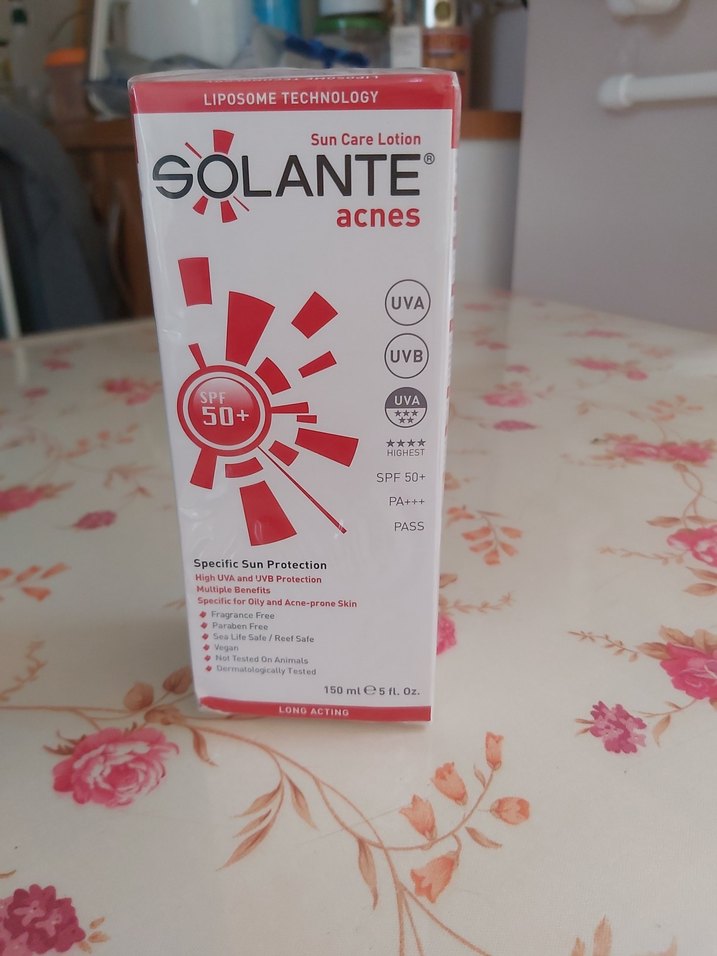 LIPOSOME TECHNOLOGY
Sun Care Lotion
SOLANTE®
acnes
UVA
UVB
UVA
HIGHEST
SPF
50+
SPF 50+
PA+++
PASS
Specific Sun Protection
High UVA and UVB Protection
Multiple Benefits
Specific for Oily and Acne-prone Skin
Fragrance Free
Paraben Free
Sea Life Safe / Reef Safe
Vegan
Not Tested On Animals
Dermatologically Tested
150 ml ℮ 5 fl. Oz.
LONG ACTING